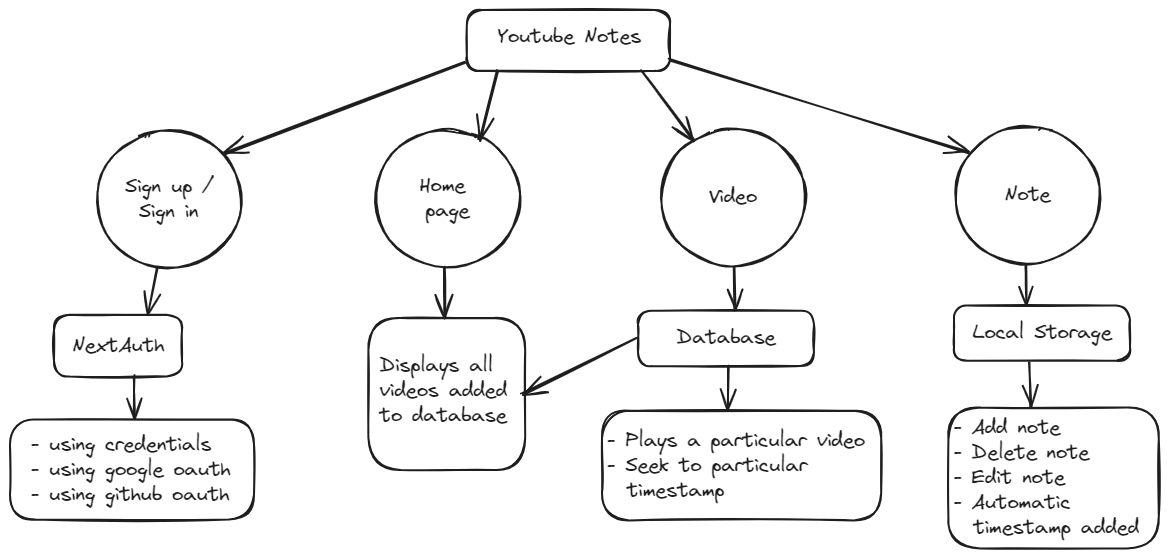 Youtube Notes
Sign up /
Sign in
Home
page
Video
Note
NextAuth
Displays all
videos added
to database
Database
Local Storage
- using credentials
- using google oauth
- using github oauth
- Plays a particular video
- Seek to particular
timestamp
- Add note
- Delete note
- Edit note
- Automatic
timestamp added